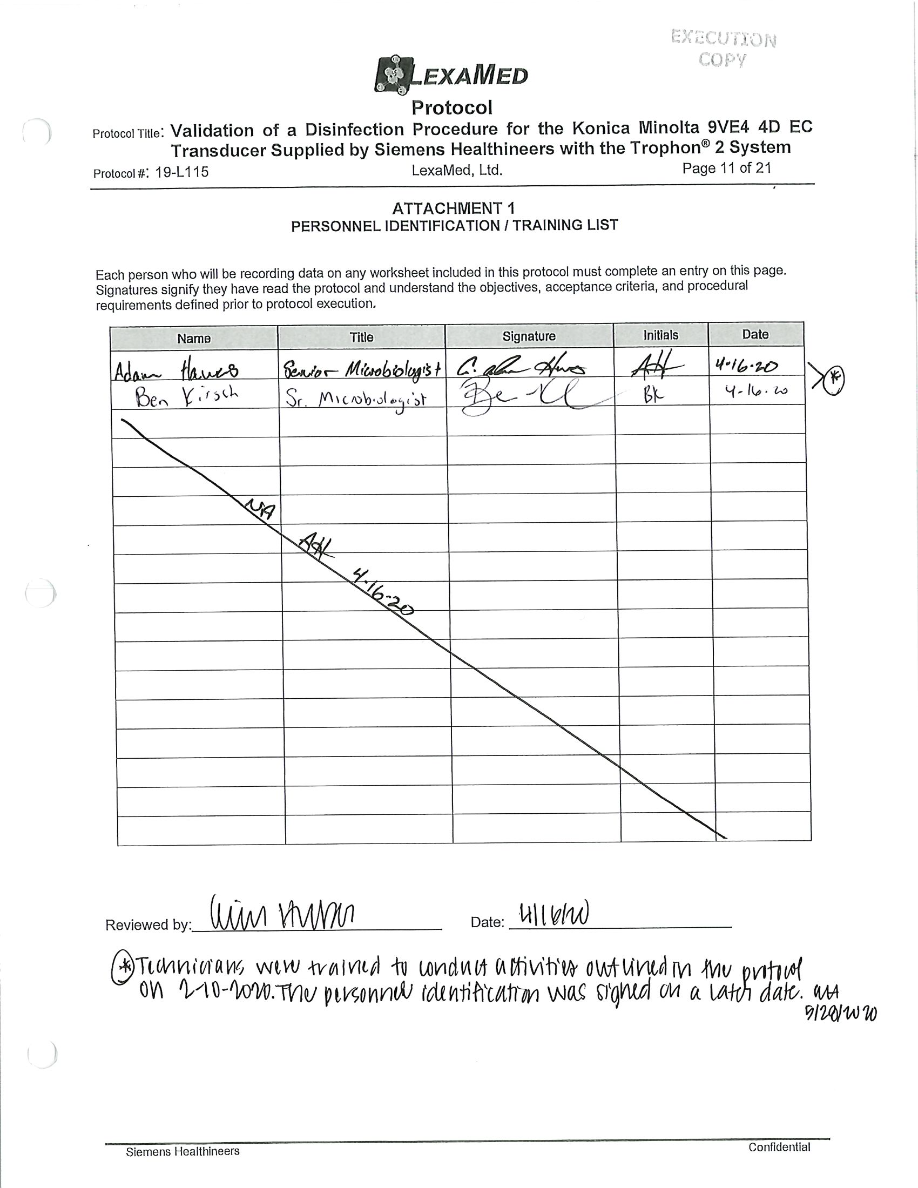 EXECUTION
COPY
LEXAMED
Protocol
Protocol Title: Validation of a Disinfection Procedure for the Konica Minolta 9VE4 4D EC
Transducer Supplied by Siemens Healthineers with the Trophon® 2 System
Protocol #: 19-L115 LexaMed, Ltd. Page 11 of 21
ATTACHMENT 1
PERSONNEL IDENTIFICATION / TRAINING LIST
Each person who will be recording data on any worksheet included in this protocol must complete an entry on this page.
Signatures signify they have read the protocol and understand the objectives, acceptance criteria, and procedural
requirements defined prior to protocol execution.
Name Title Signature Initials Date
Adam Senior Microbiologist AH 4-16-20
Ben Kirsch Sr. Microbiologist BK 4-16-20
*
NA
AH
4-16-20
Reviewed by: Date: 4/16/20
* Technicians were trained to conduct activities outlined in the protocol
on 2-10-2020. The personnel identification was signed on a later date.
5/28/2020
Siemens Healthineers Confidential